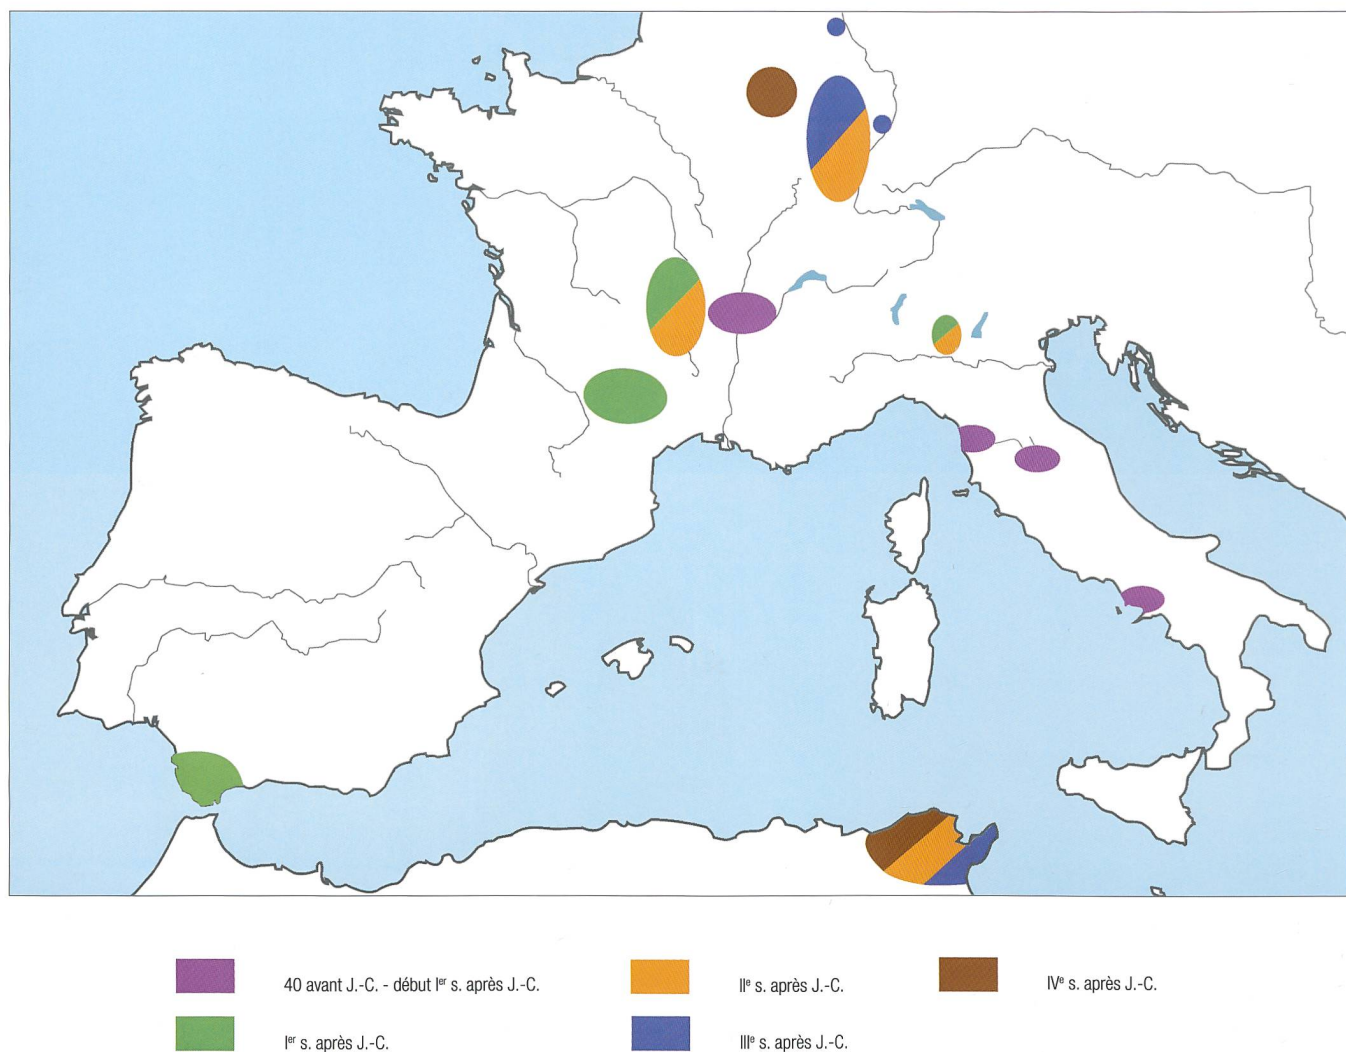 40 avant J.-C. - début Iᵉʳ s. après J.-C.
IIᵉ s. après J.-C.
IVᵉ s. après J.-C.
Iᵉʳ s. après J.-C.
IIIᵉ s. après J.-C.